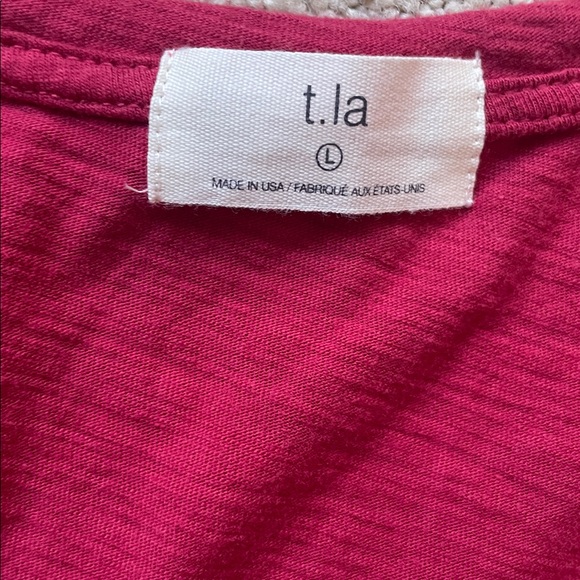 t.la
L
MADE IN USA / FABRIQUÉ AUX ÉTATS-UNIS